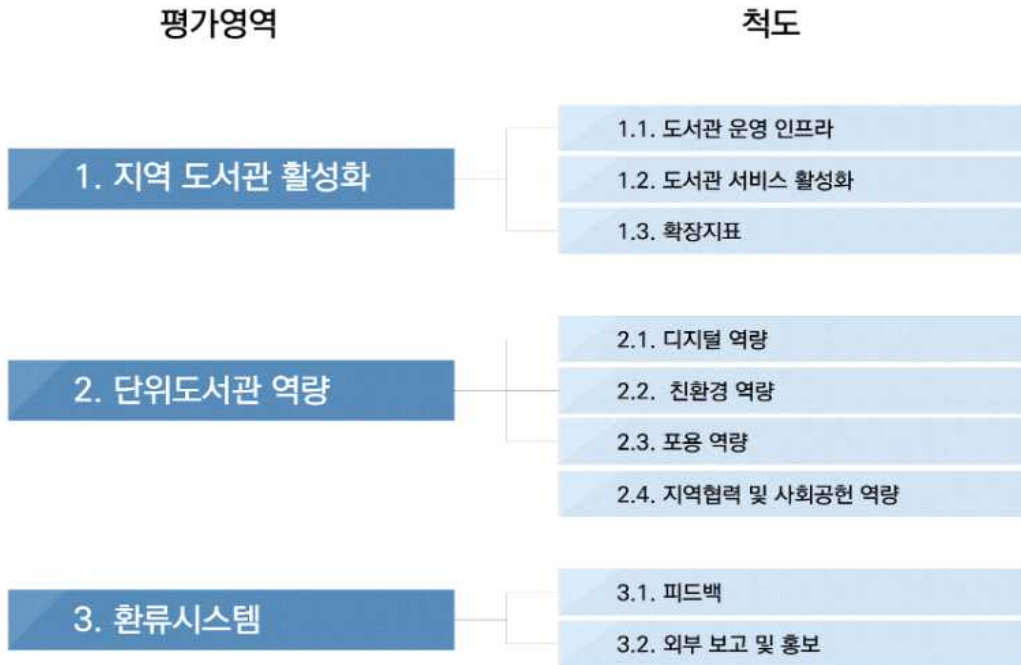 평가영역
척도
1. 지역 도서관 활성화
1.1. 도서관 운영 인프라
1.2. 도서관 서비스 활성화
1.3. 확장지표
2. 단위도서관 역량
2.1. 디지털 역량
2.2. 친환경 역량
2.3. 포용 역량
2.4. 지역협력 및 사회공헌 역량
3. 환류시스템
3.1. 피드백
3.2. 외부 보고 및 홍보